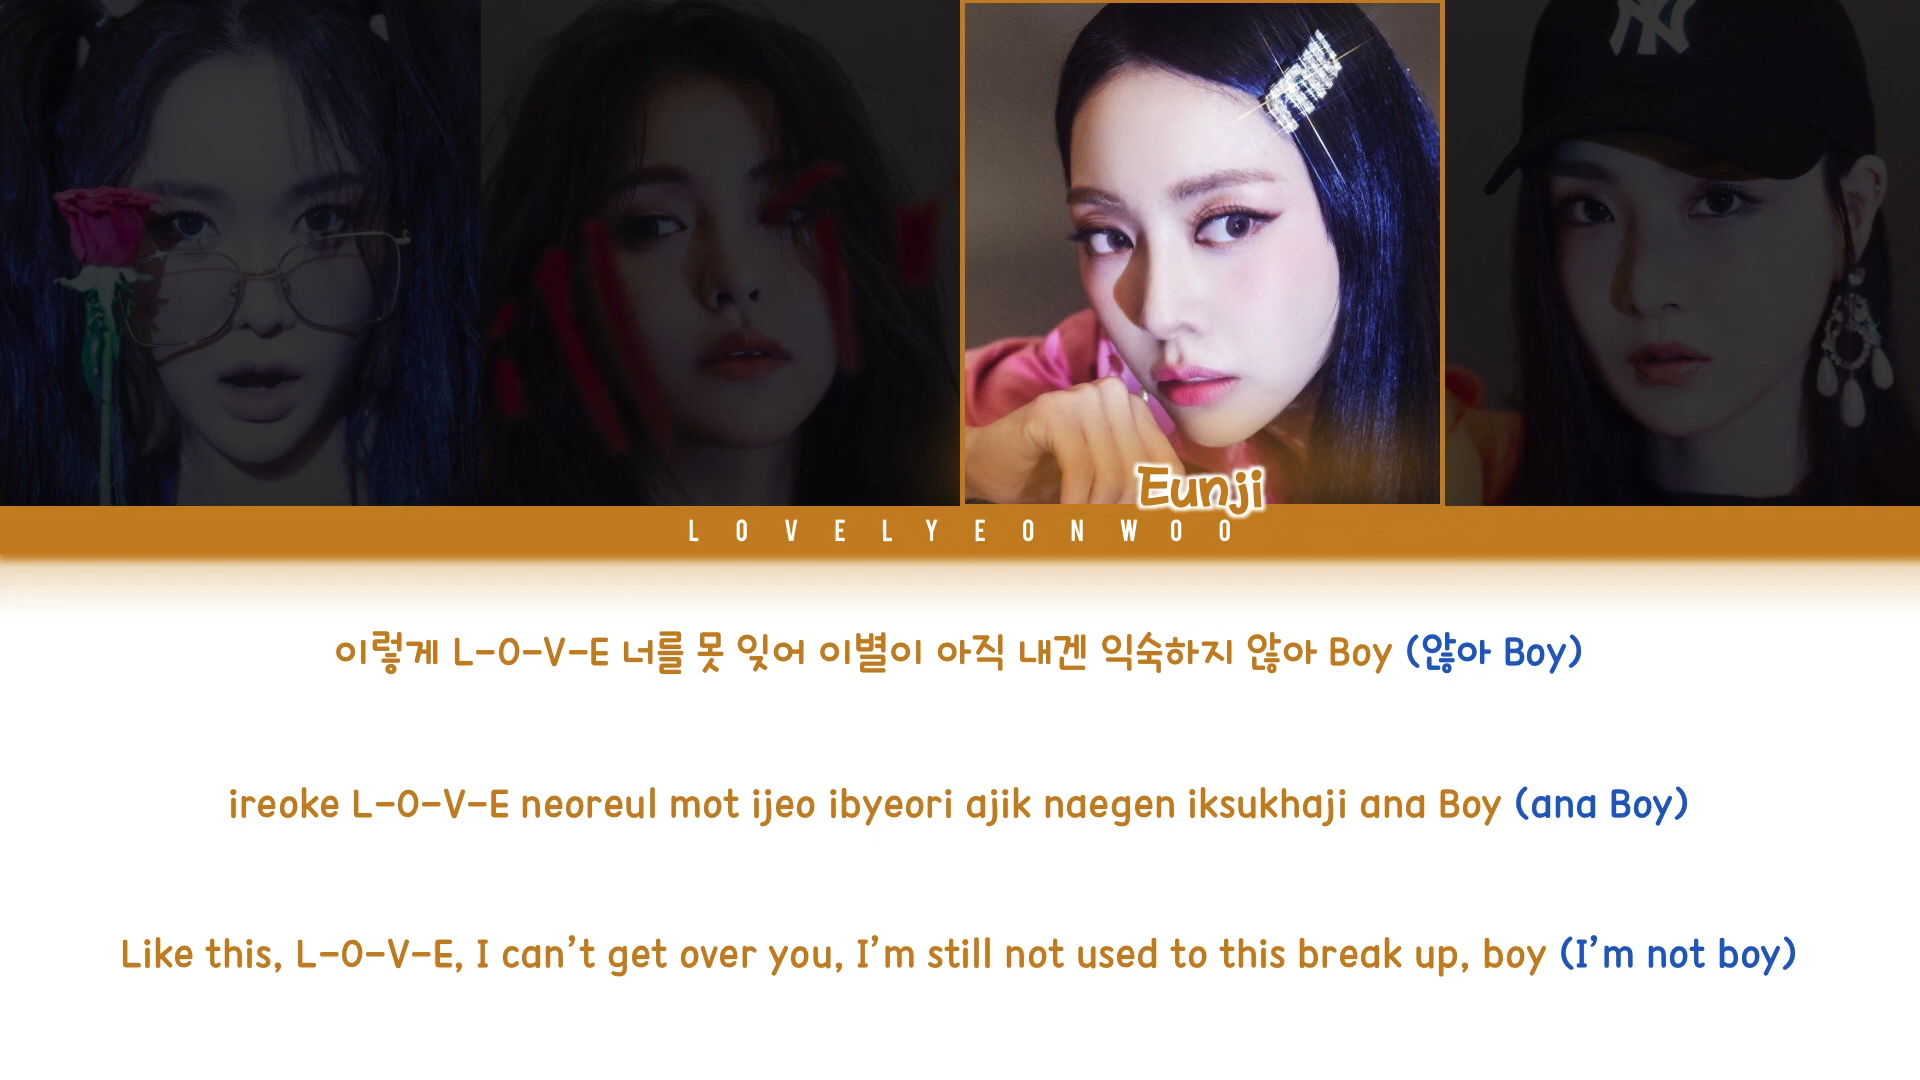 NY
Eunji
LOVELYEONWOO
이렇게 L-O-V-E 너를 못 잊어 이별이 아직 내겐 익숙하지 않아 Boy (않아 Boy)
ireoke L-O-V-E neoreul mot ijeo ibyeori ajik naegen iksukhaji ana Boy (ana Boy)
Like this, L-O-V-E, I can't get over you, I'm still not used to this break up, boy (I'm not boy)